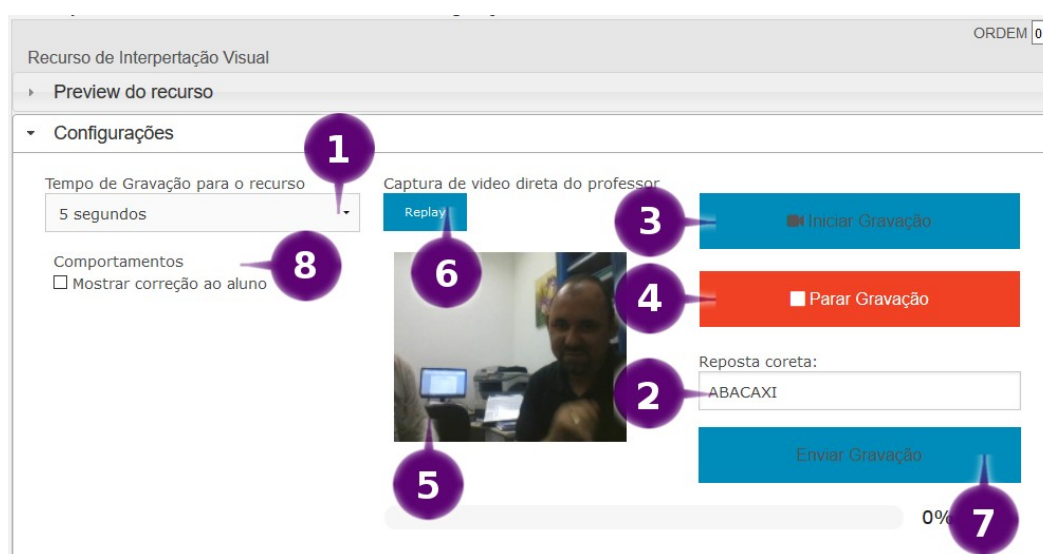 ORDEM 0
Recurso de Interpertação Visual
Preview do recurso
Configurações
1
Tempo de Gravação para o recurso
5 segundos
Captura de video direta do professor
Replay
3
Iniciar Gravação
Comportamentos
8
Mostrar correção ao aluno
6
4
Parar Gravação
Reposta coreta:
2
ABACAXI
5
Enviar Gravação
0%
7